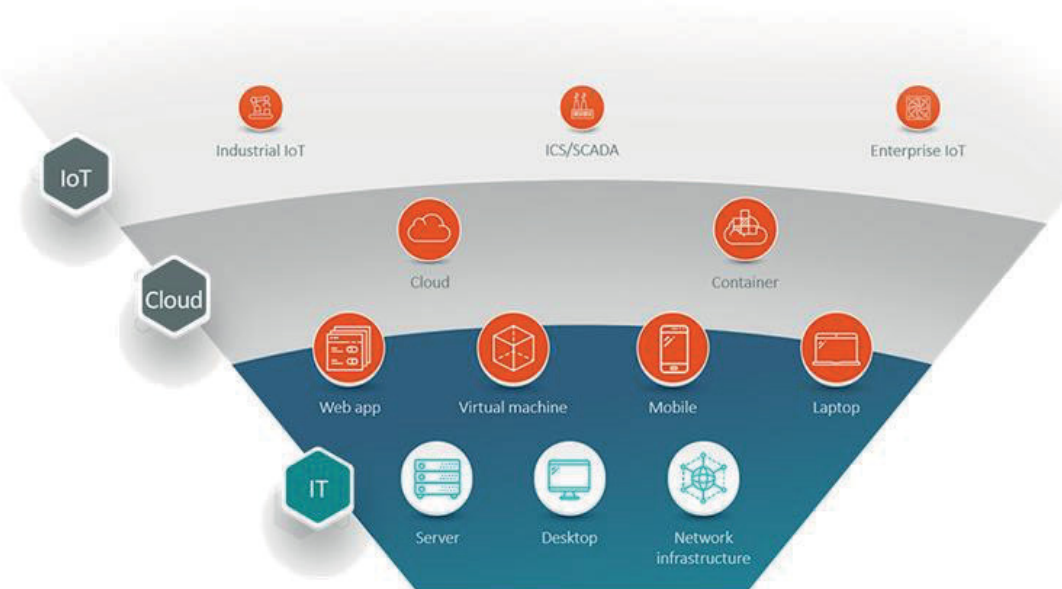 IoT
Industrial IoT
ICS/SCADA
Enterprise IoT
Cloud
Cloud
Container
Web app
Virtual machine
Mobile
Laptop
IT
Server
Desktop
Network
infrastructure